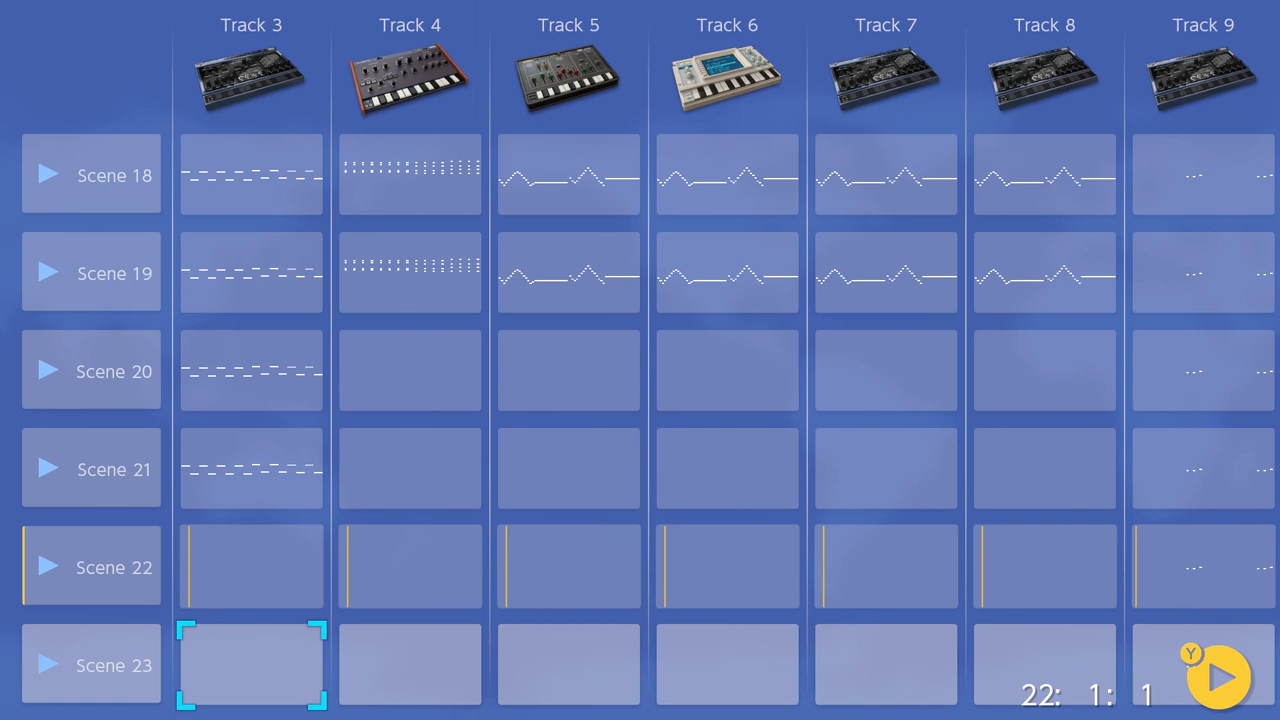 Track 3 Track 4 Track 5 Track 6 Track 7 Track 8 Track 9
Scene 18
Scene 19
Scene 20
Scene 21
Scene 22
Scene 23
Y
22: 1: 1